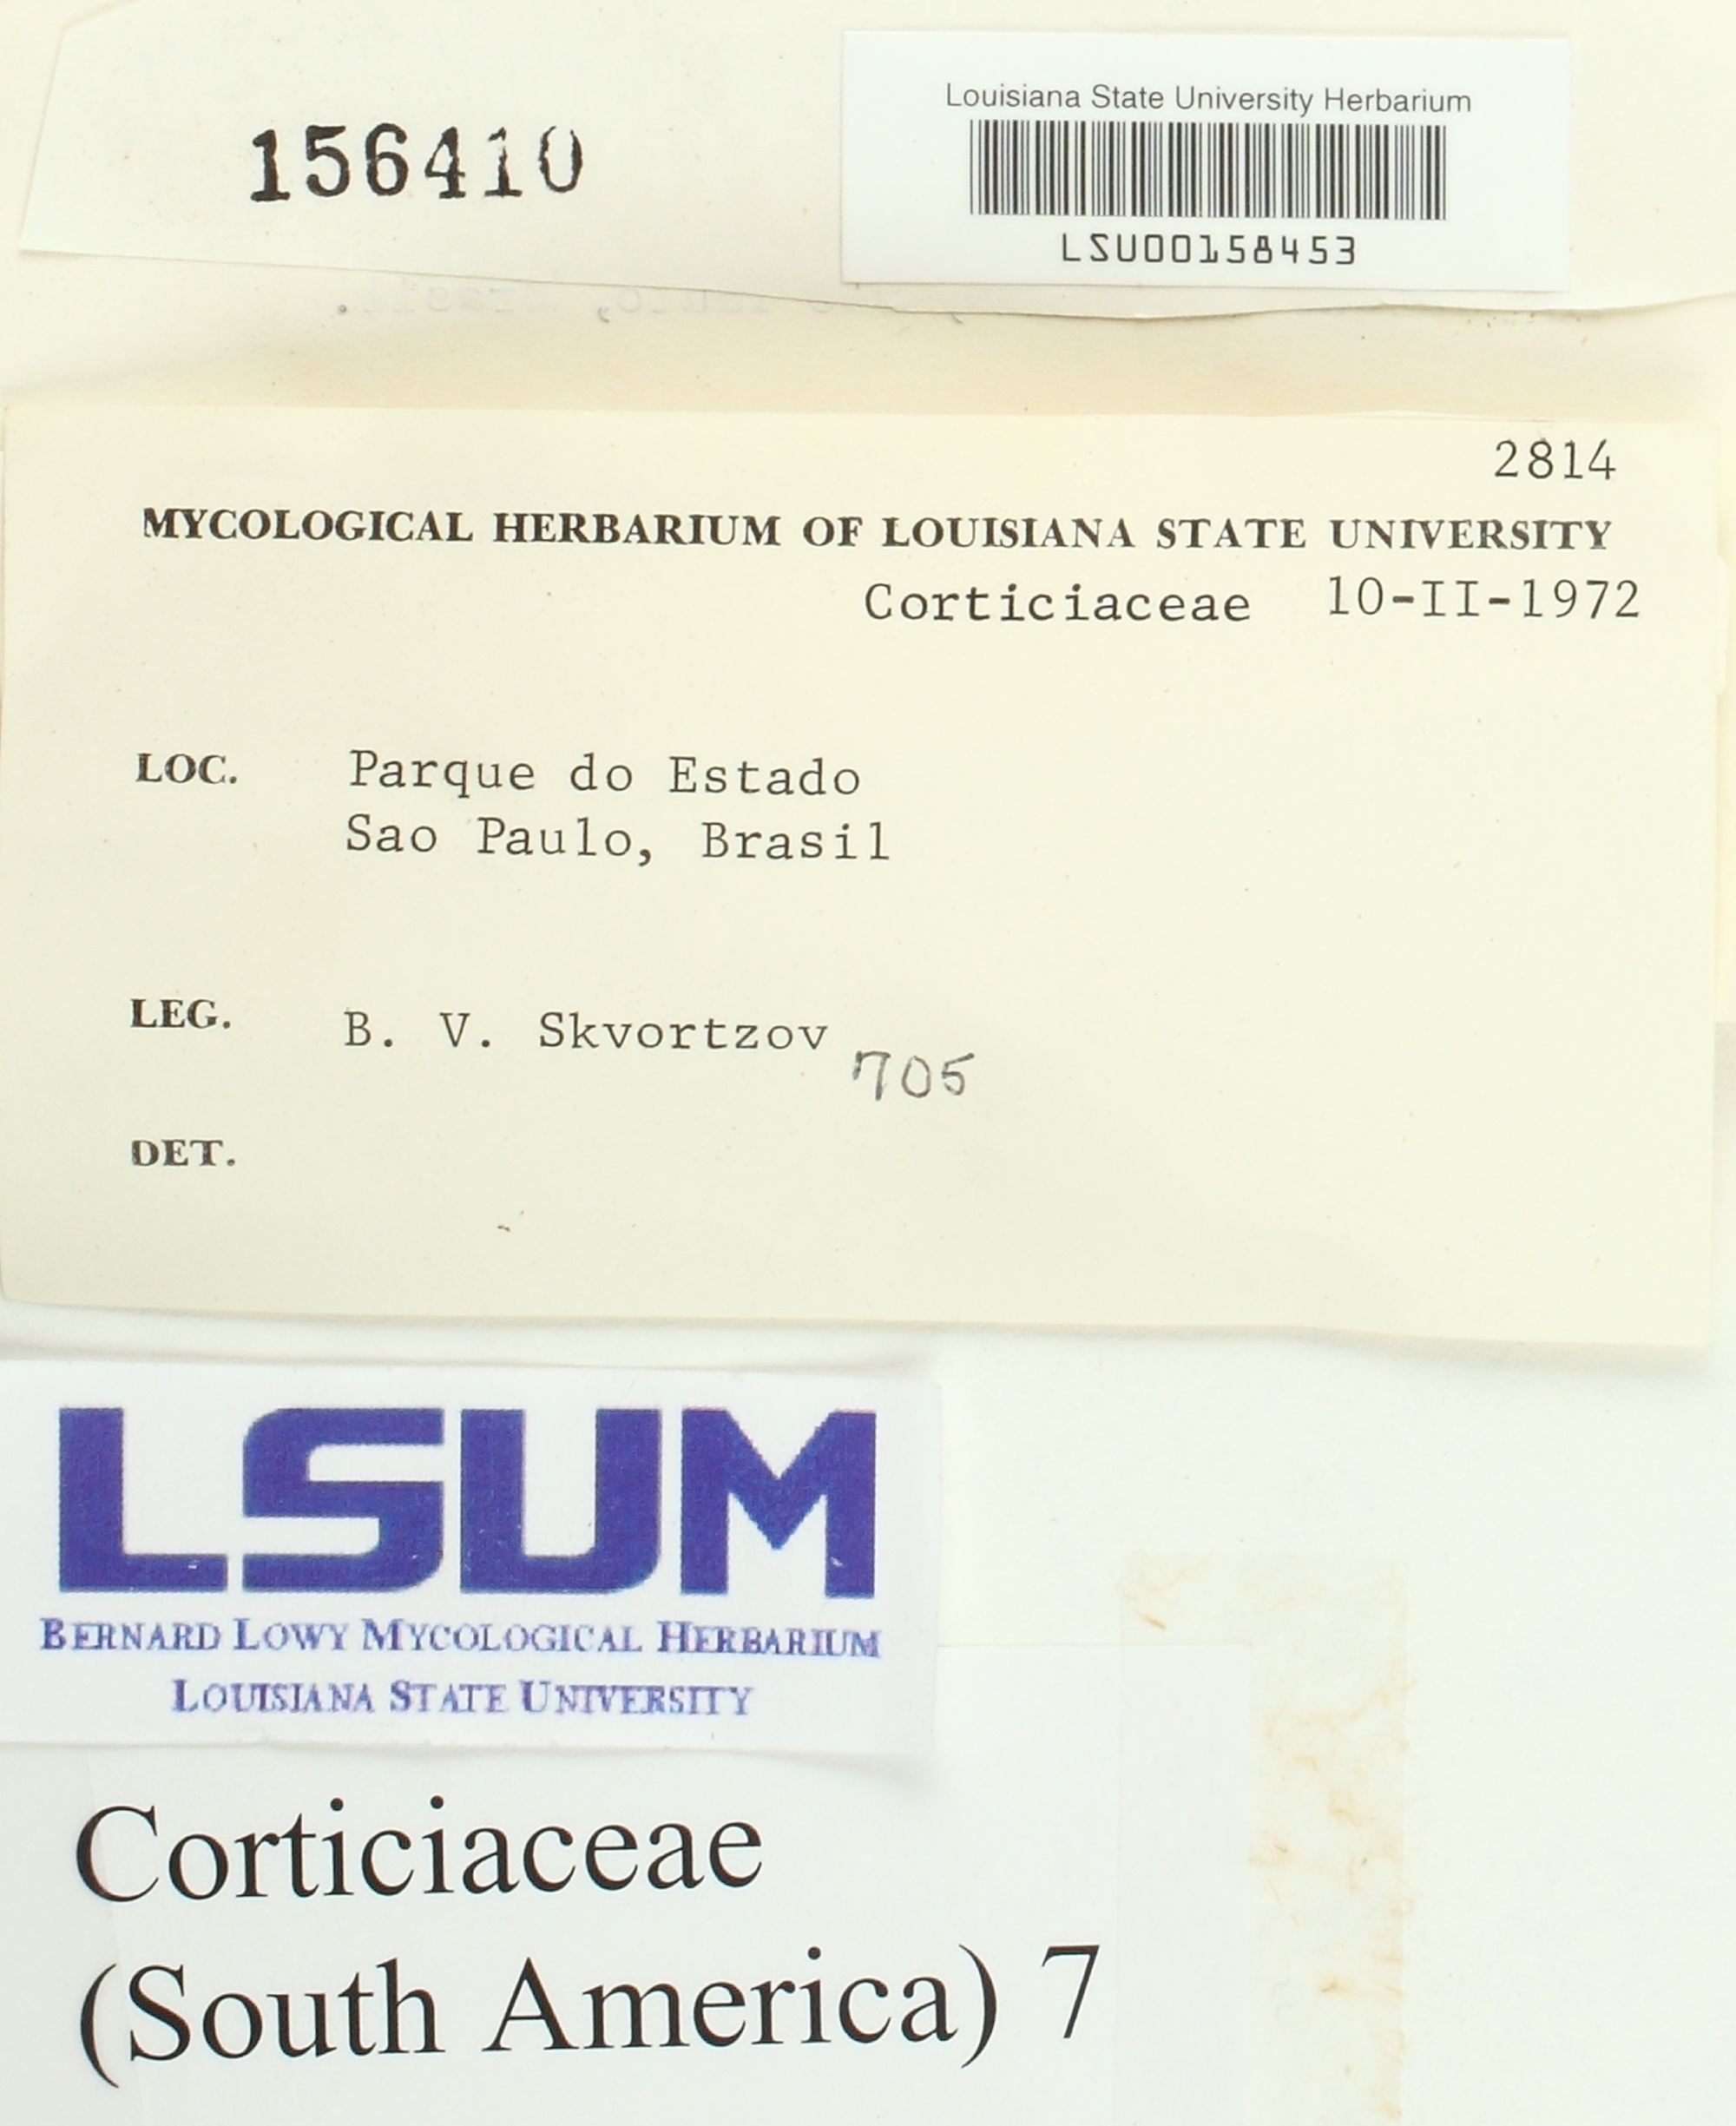 156410
Louisiana State University Herbarium
LSU00158453
2814
MYCOLOGICAL HERBARIUM OF LOUISIANA STATE UNIVERSITY
Corticiaceae 10-II-1972
LOC. Parque do Estado
Sao Paulo, Brasil
LEG. B. V. Skvortzov
705
DET.
LSUM
BERNARD LOWY MYCOLOGICAL HERBARIUM
LOUISIANA STATE UNIVERSITY
Corticiaceae
(South America) 7